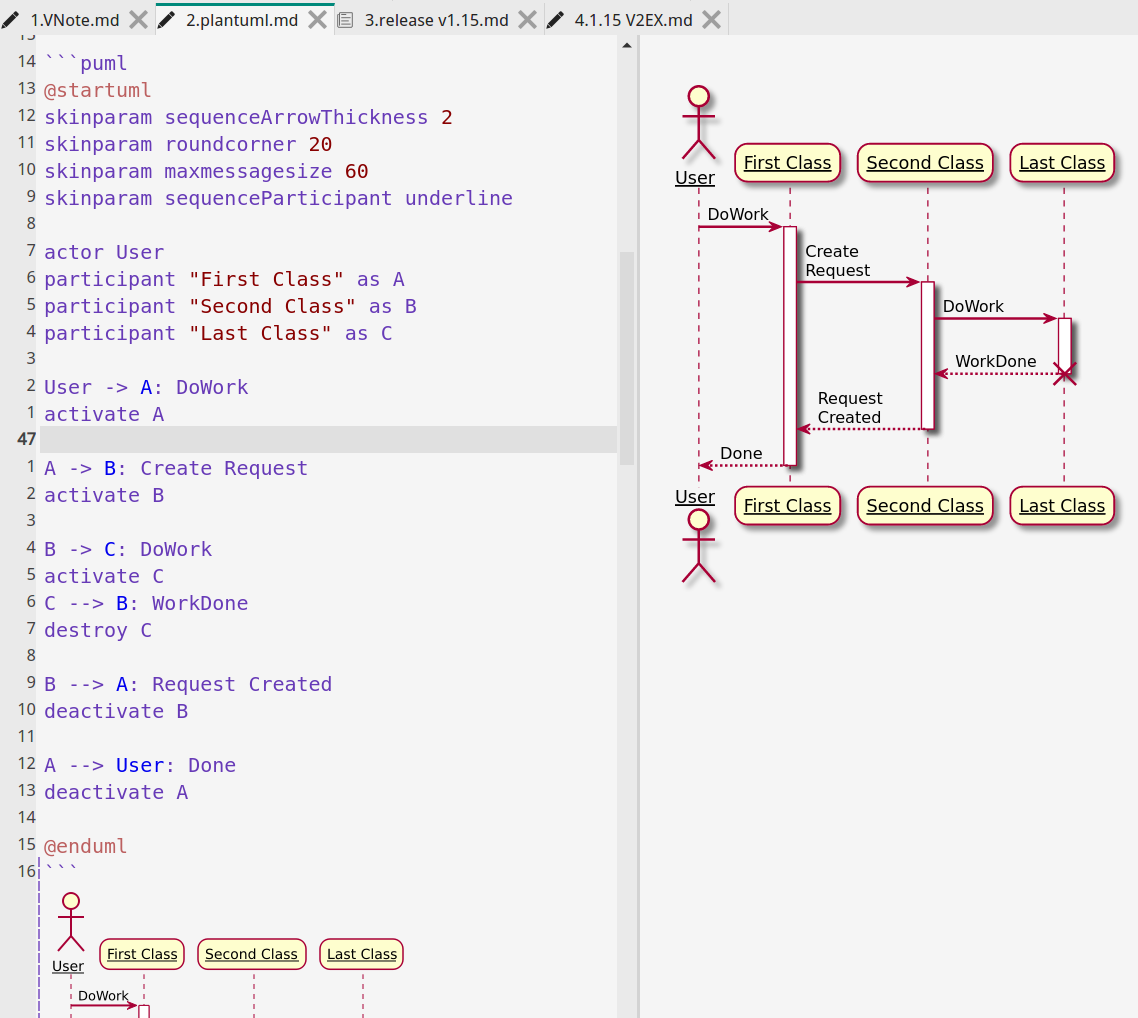 1.VNote.md 2.plantuml.md 3.release v1.15.md 4.1.15 V2EX.md
14 ```puml
13 @startuml
12 skinparam sequenceArrowThickness 2
11 skinparam roundcorner 20
10 skinparam maxmessagesize 60
9 skinparam sequenceParticipant underline
8
7 actor User
6 participant "First Class" as A
5 participant "Second Class" as B
4 participant "Last Class" as C
3
2 User -> A: DoWork
1 activate A
47
1 A -> B: Create Request
2 activate B
3
4 B -> C: DoWork
5 activate C
6 C --> B: WorkDone
7 destroy C
8
9 B --> A: Request Created
10 deactivate B
11
12 A --> User: Done
13 deactivate A
14
15 @enduml
16 ```
First Class Second Class Last Class
User
DoWork
First Class Second Class Last Class
User
DoWork
Create
Request
DoWork
WorkDone
Request
Created
Done
User
First Class Second Class Last Class